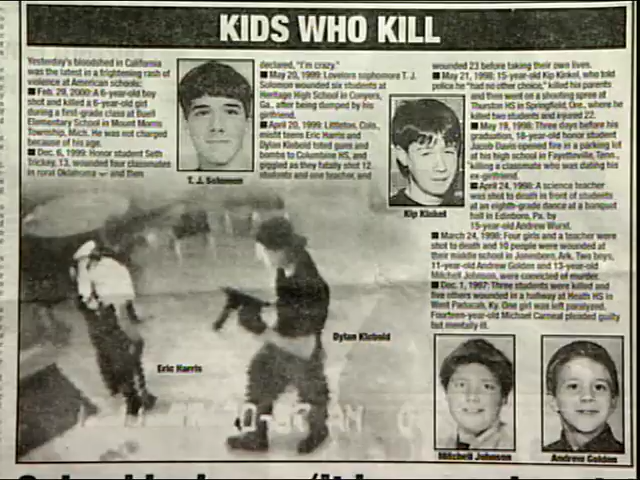 KIDS WHO KILL
Yesterday's bloodshed in California
was the latest in a frightening rash of
violence at American schools:
■ Feb. 29, 2000: A 6-year-old boy
shot and killed a 6-year-old girl
during a first-grade class at Buell
Elementary School in Mount Morris
Township, Mich. He was not charged
because of his age.
■ Dec. 6, 1999: Honor student Seth
Trickey, 13, wounded four classmates
in rural Oklahoma — and then
T. J. Solomon
declared, "I'm crazy."
■ May 20, 1999: Lovelorn sophomore T. J.
Solomon wounded six students at
Heritage High School in Conyers,
Ga., after being dumped by his
girlfriend.
■ April 20, 1999: Littleton, Colo.,
seniors Eric Harris and
Dylan Klebold toted guns and
bombs to Columbine HS, and
giggled as they fatally shot 12
students and one teacher, and
Kip Kinkel
wounded 23 before taking their own lives.
■ May 21, 1998: 15-year-old Kip Kinkel, who told
police he "had no other choice," killed his parents
and then went on a shooting spree at
Thurston HS in Springfield, Ore., where he
killed two students and injured 22.
■ May 19, 1998: Three days before his
graduation, 18-year-old honor student
Jacob Davis opened fire in a parking lot
at his high school in Fayetteville, Tenn.,
killing a classmate who was dating his
ex-girlfriend.
■ April 24, 1998: A science teacher
was shot to death in front of students
at an eighth-grade dance at a banquet
hall in Edinboro, Pa. by
15-year-old Andrew Wurst.
■ March 24, 1998: Four girls and a teacher were
shot to death and 10 people were wounded at
their middle school in Jonesboro, Ark. Two boys,
11-year-old Andrew Golden and 13-year-old
Mitchell Johnson, were convicted of murder.
■ Dec. 1, 1997: Three students were killed and
five others wounded in a hallway at Heath HS in
West Paducah, Ky. One girl was left paralyzed.
Fourteen-year-old Michael Carneal pleaded guilty
but mentally ill.
Eric Harris
Dylan Klebold
Mitchell Johnson
Andrew Golden